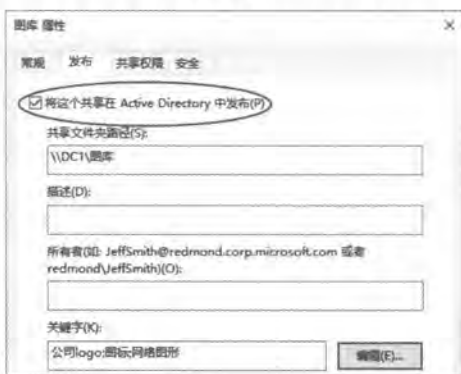 图库 属性
常规 发布 共享权限 安全
将这个共享在 Active Directory 中发布(P)
共享文件夹路径(S):
\\DC1\图库
描述(D):
所有者(如: JeffSmith@redmond.corp.microsoft.com 或者
redmond\JeffSmith)(O):
关键字(K):
公司logo;图标;网络图形
编辑(E)...